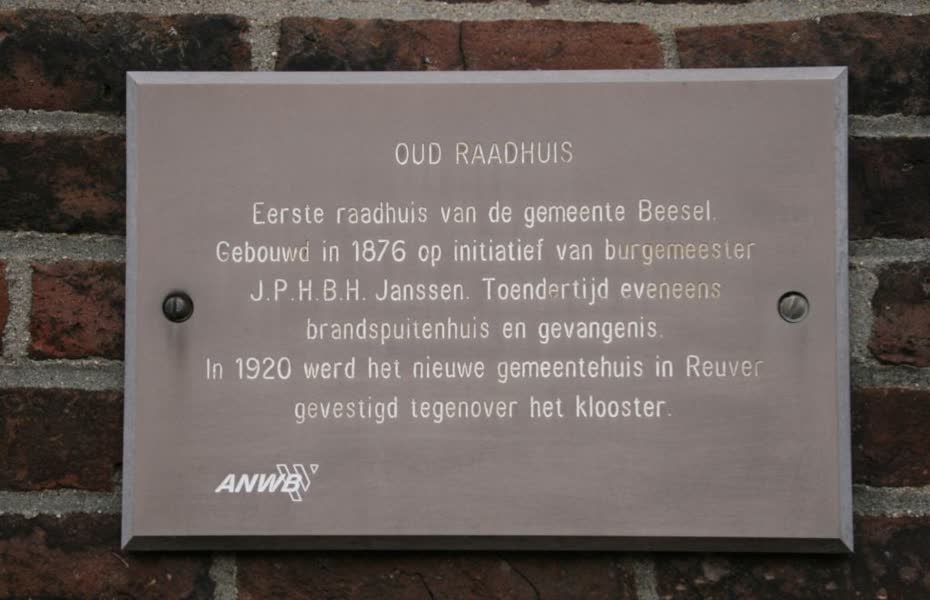 OUD RAADHUIS
Eerste raadhuis van de gemeente Beesel.
Gebouwd in 1876 op initiatief van burgemeester
J.P.H.B.H. Janssen. Toendertijd eveneens
brandspuitenhuis en gevangenis.
In 1920 werd het nieuwe gemeentehuis in Reuver
gevestigd tegenover het klooster.
ANWB